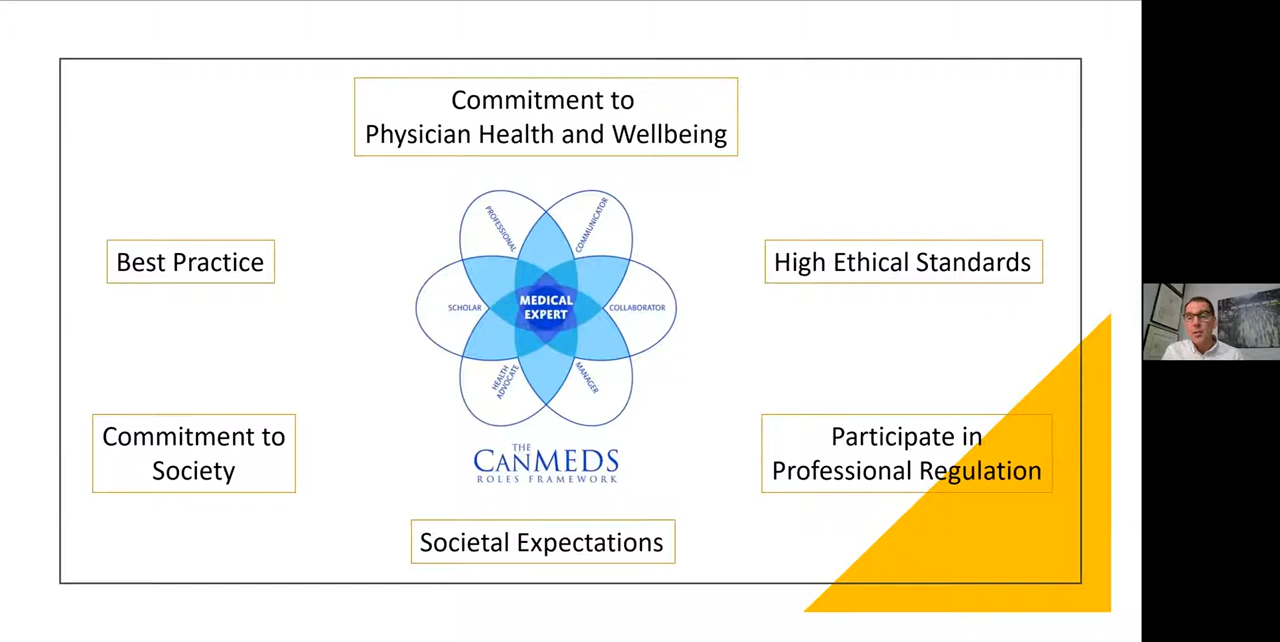 Commitment to
Physician Health and Wellbeing
PROFESSIONAL
COMMUNICATOR
Best Practice
High Ethical Standards
SCHOLAR
MEDICAL
EXPERT
COLLABORATOR
HEALTH
ADVOCATE
MANAGER
Commitment to
Society
Participate in
Professional Regulation
THE
CANMEDS
ROLES FRAMEWORK
Societal Expectations